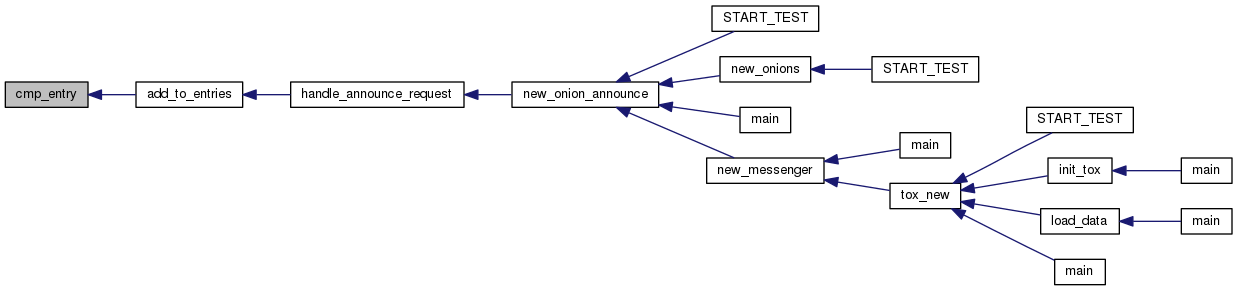 START_TEST
new_onions
START_TEST
cmp_entry
add_to_entries
handle_announce_request
new_onion_announce
main
START_TEST
main
new_messenger
init_tox
main
tox_new
load_data
main
main